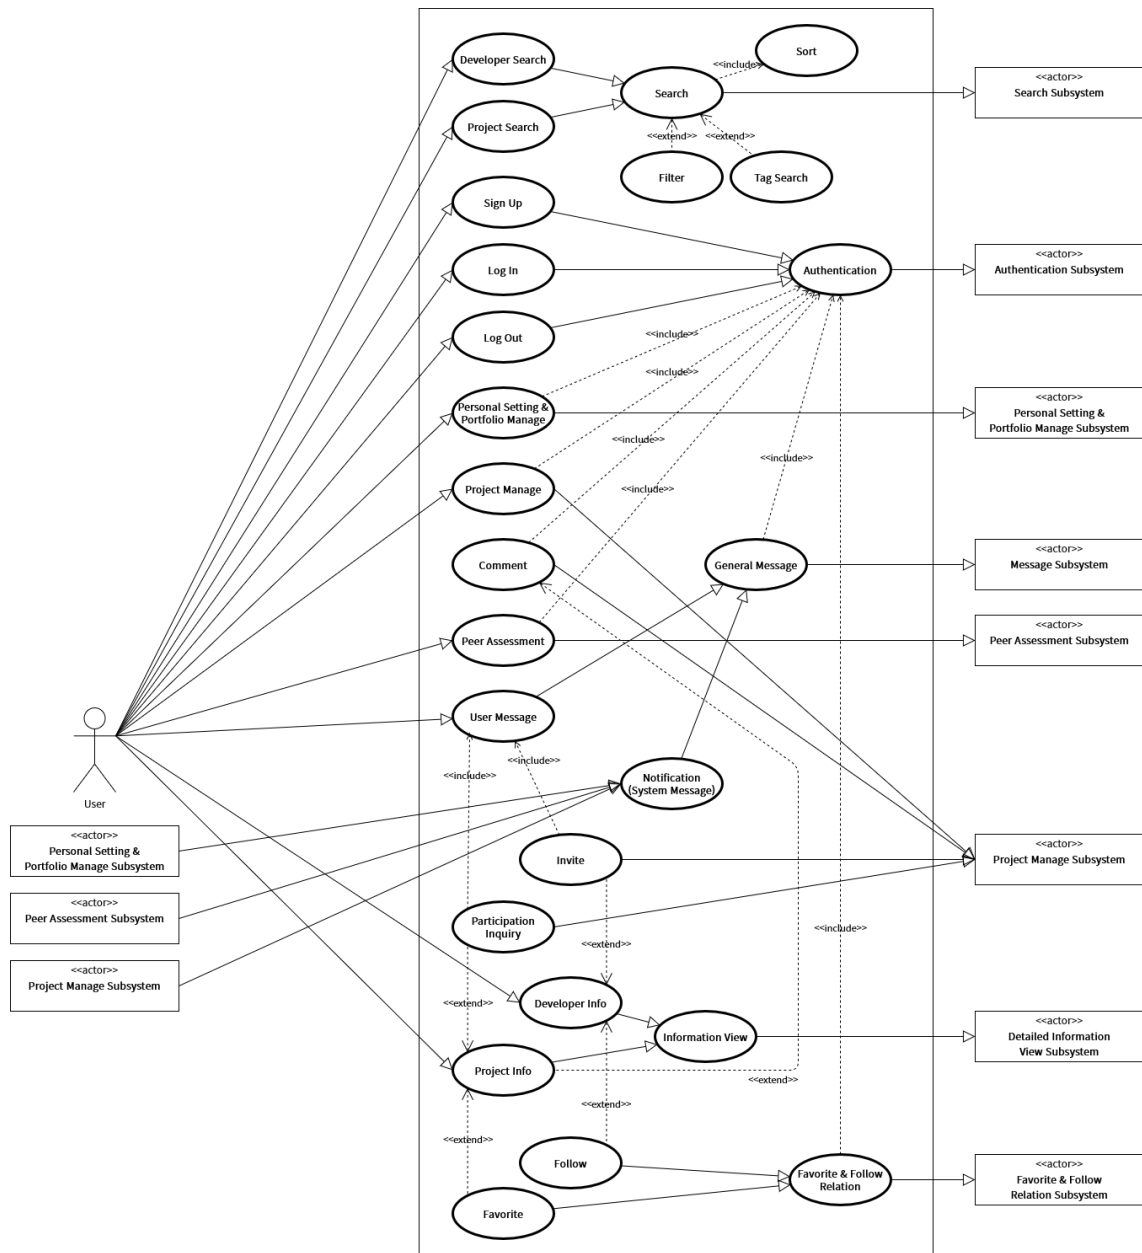 Developer Search
Sort
<<include>>
Search
<<actor>>
Search Subsystem
Project Search
<<extend>>
<<extend>>
Filter
Tag Search
Sign Up
Log In
Authentication
<<actor>>
Authentication Subsystem
Log Out
<<include>>
<<include>>
Personal Setting &
Portfolio Manage
<<actor>>
Personal Setting &
Portfolio Manage Subsystem
<<include>>
<<include>>
Project Manage
<<include>>
Comment
General Message
<<actor>>
Message Subsystem
Peer Assessment
<<actor>>
Peer Assessment Subsystem
User Message
<<include>>
<<include>>
Notification
(System Message)
User
<<actor>>
Personal Setting &
Portfolio Manage Subsystem
Invite
<<actor>>
Project Manage Subsystem
<<actor>>
Peer Assessment Subsystem
Participation
Inquiry
<<include>>
<<extend>>
<<actor>>
Project Manage Subsystem
<<extend>>
Developer Info
Information View
<<actor>>
Detailed Information
View Subsystem
Project Info
<<extend>>
<<extend>>
<<extend>>
Follow
Favorite & Follow
Relation
<<actor>>
Favorite & Follow
Relation Subsystem
Favorite